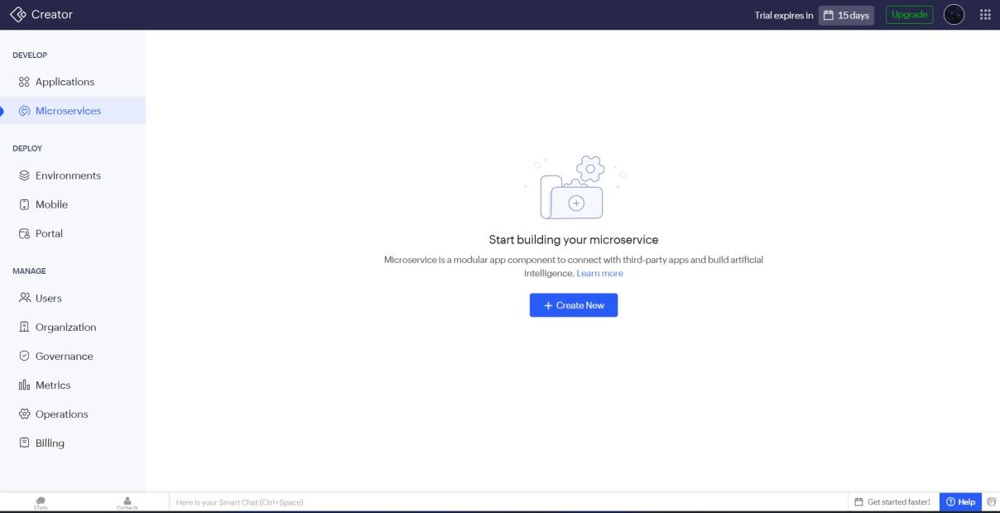 Creator
Trial expires in 15 days Upgrade
DEVELOP
Applications
Microservices
DEPLOY
Environments
Mobile
Portal
MANAGE
Users
Organization
Governance
Metrics
Operations
Billing
Start building your microservice
Microservice is a modular app component to connect with third-party apps and build artificial
intelligence. Learn more
+ Create New
Chats Contacts Here is your Smart Chat (Ctrl+Space) Get started faster! Help